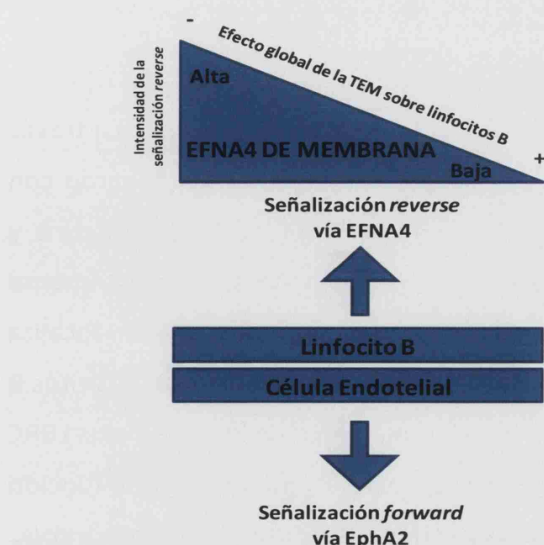 -
Efecto global de la TEM sobre linfocitos B
Intensidad de la
señalización reverse
Alta
EFNA4 DE MEMBRANA
Baja
+
Señalización reverse
vía EFNA4
Linfocito B
Célula Endotelial
Señalización forward
vía EphA2